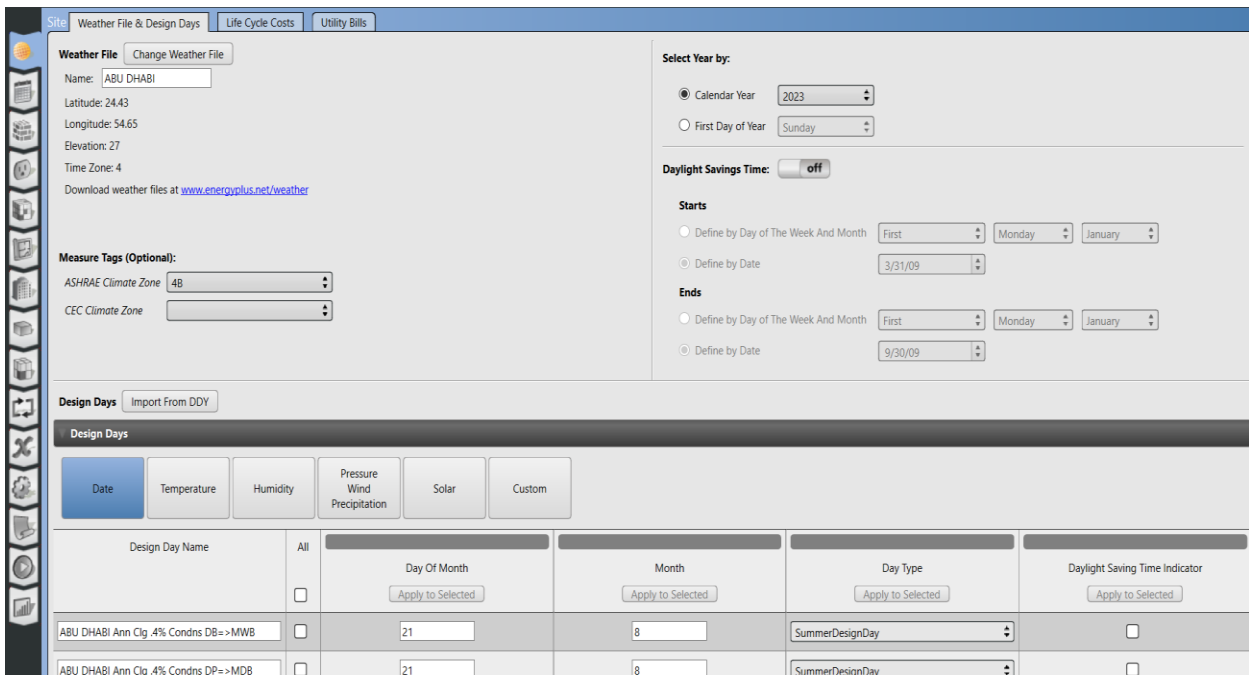 Site Weather File & Design Days Life Cycle Costs Utility Bills
Weather File Change Weather File
Name: ABU DHABI
Latitude: 24.43
Longitude: 54.65
Elevation: 27
Time Zone: 4
Download weather files at www.energyplus.net/weather
Measure Tags (Optional):
ASHRAE Climate Zone 4B
CEC Climate Zone
Select Year by:
Calendar Year 2023
First Day of Year Sunday
Daylight Savings Time: off
Starts
Define by Day of The Week And Month First Monday January
Define by Date 3/31/09
Ends
Define by Day of The Week And Month First Monday January
Define by Date 9/30/09
Design Days Import From DDY
Design Days
Date Temperature Humidity Pressure Wind Precipitation Solar Custom
Design Day Name All Day Of Month Month Day Type Daylight Saving Time Indicator
Apply to Selected Apply to Selected Apply to Selected Apply to Selected
ABU DHABI Ann Clg .4% Condns DB=>MWB 21 8 SummerDesignDay
ABU DHABI Ann Clg .4% Condns DP=>MDB 21 8 SummerDesignDay